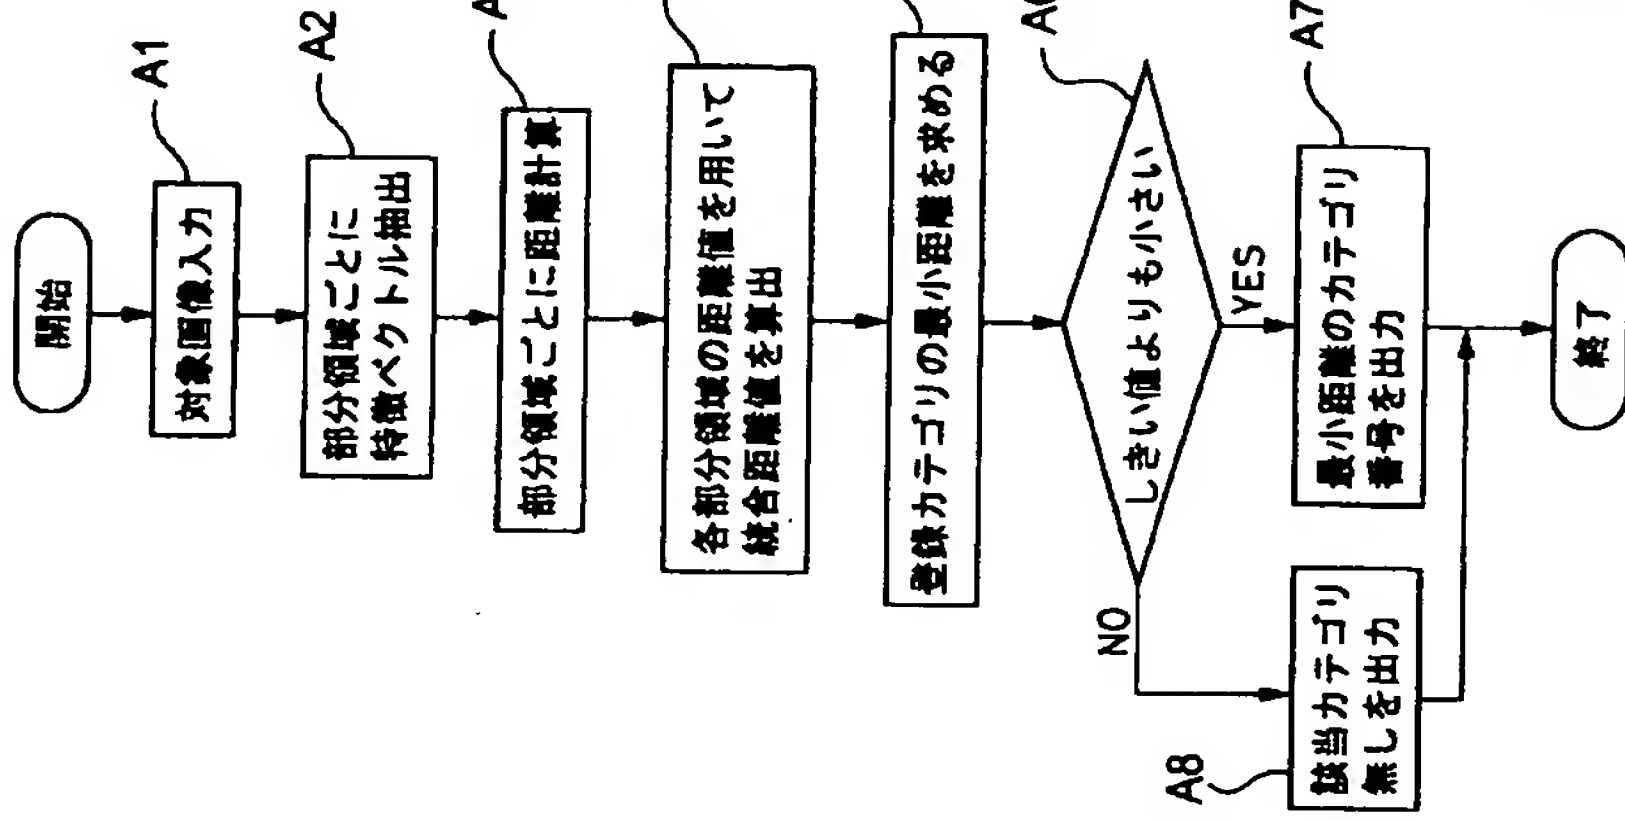 開始
A1
対象画像入力
A2
部分領域ごとに
特徴ベクトル抽出
部分領域ごとに距離計算
各部分領域の距離値を用いて
統合距離値を算出
登録カテゴリの最小距離を求める
しきい値よりも小さい
YES
NO
A7
最小距離のカテゴリ
番号を出力
A8
該当カテゴリ
無しを出力
終了